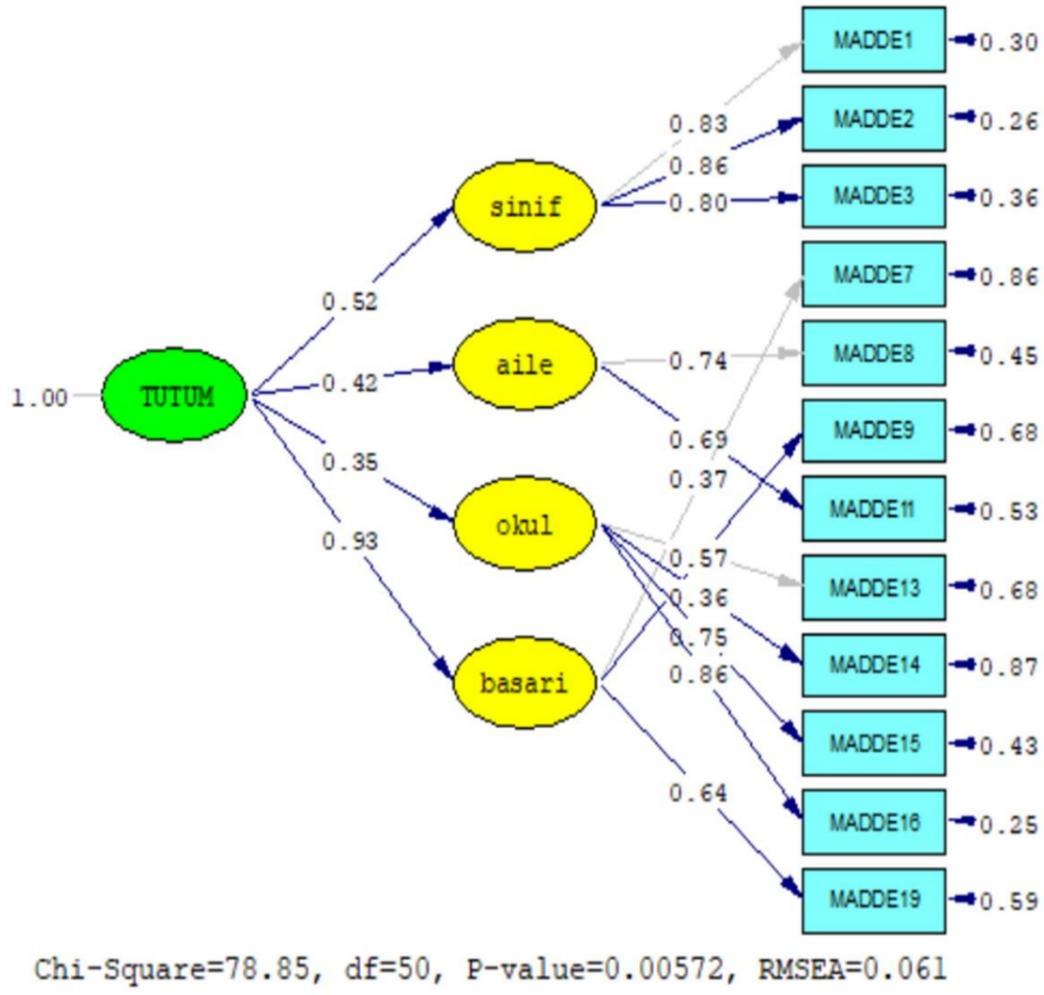 MADDE1
0.30
0.83
MADDE2
0.26
0.86
sinif
0.80
MADDE3
0.36
MADDE7
0.86
0.52
aile
0.74
MADDE8
0.45
0.42
1.00
TUTUM
0.69
MADDE9
0.68
0.35
0.37
MADDE11
0.53
okul
0.93
0.57
MADDE13
0.68
0.36
0.75
MADDE14
0.87
0.86
basari
MADDE15
0.43
0.64
MADDE16
0.25
MADDE19
0.59
Chi-Square=78.85, df=50, P-value=0.00572, RMSEA=0.061